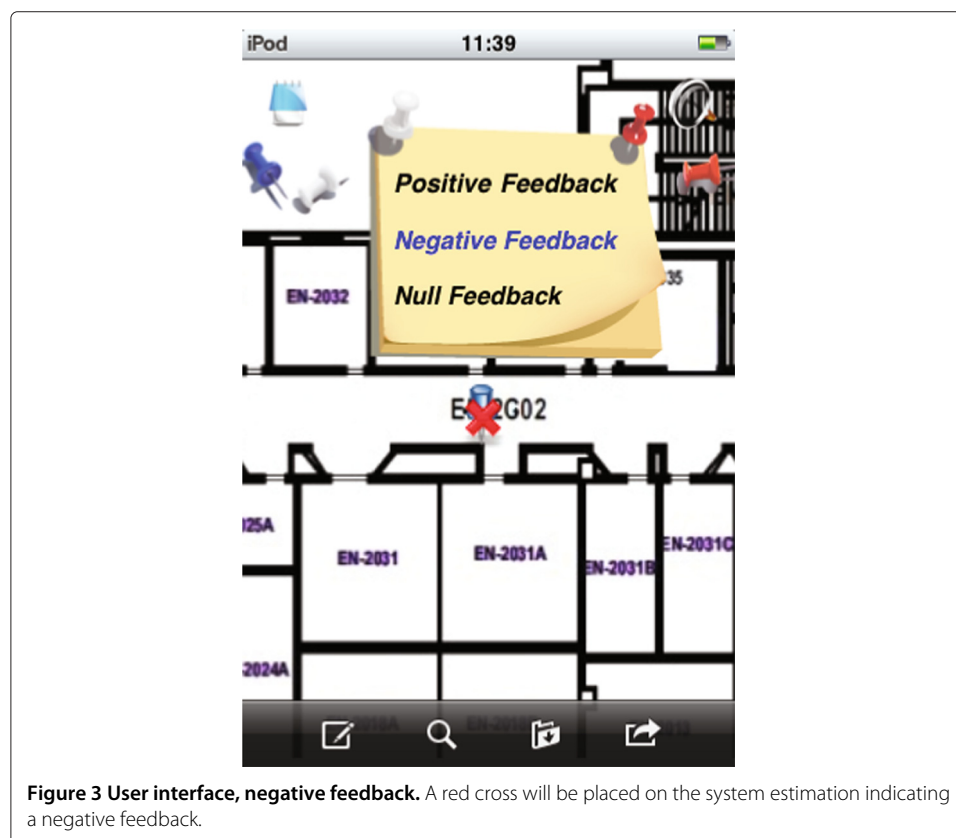 iPod 11:39
Positive Feedback
Negative Feedback
Null Feedback
EN-2032
35
2G02
025A
EN-2031
EN-2031A
EN-2031B
EN-2031C
-2024A
Figure 3 User interface, negative feedback. A red cross will be placed on the system estimation indicating
a negative feedback.